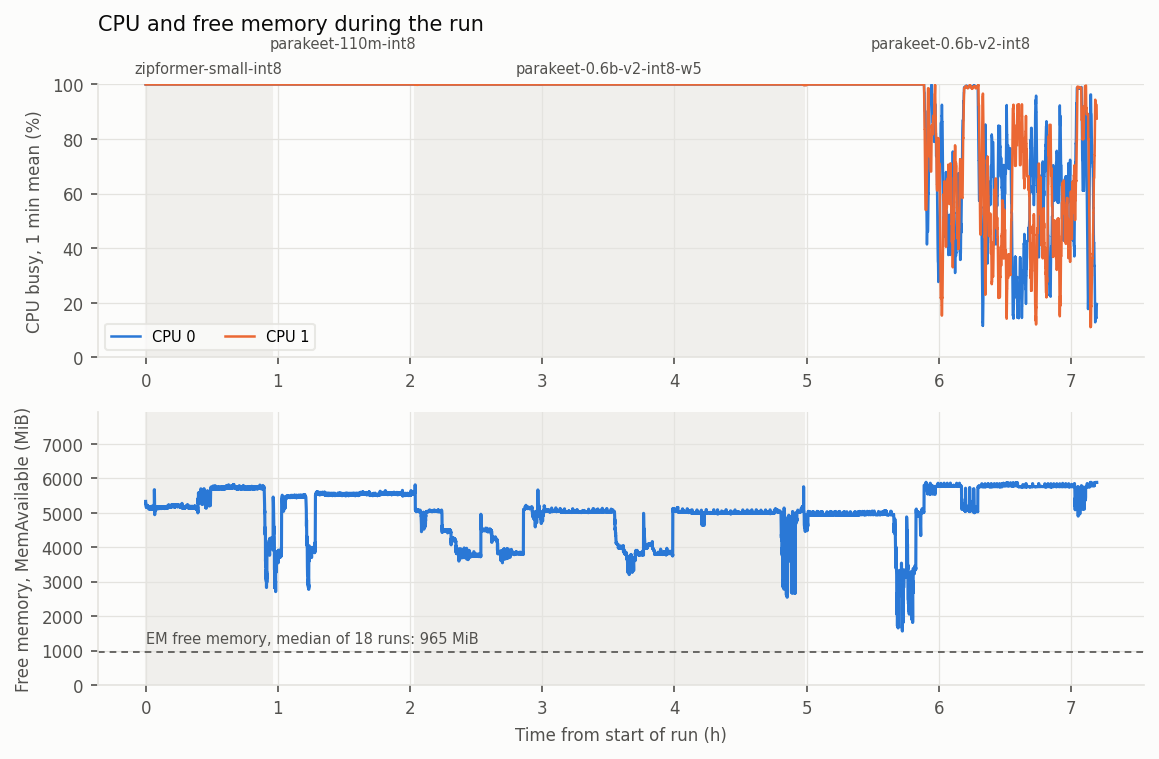 CPU and free memory during the run
parakeet-110m-int8
parakeet-0.6b-v2-int8
zipformer-small-int8
parakeet-0.6b-v2-int8-w5
CPU busy, 1 min mean (%)
100
80
60
40
20
0
CPU 0
CPU 1
0 1 2 3 4 5 6 7
Free memory, MemAvailable (MiB)
7000
6000
5000
4000
3000
2000
1000
0
EM free memory, median of 18 runs: 965 MiB
0 1 2 3 4 5 6 7
Time from start of run (h)